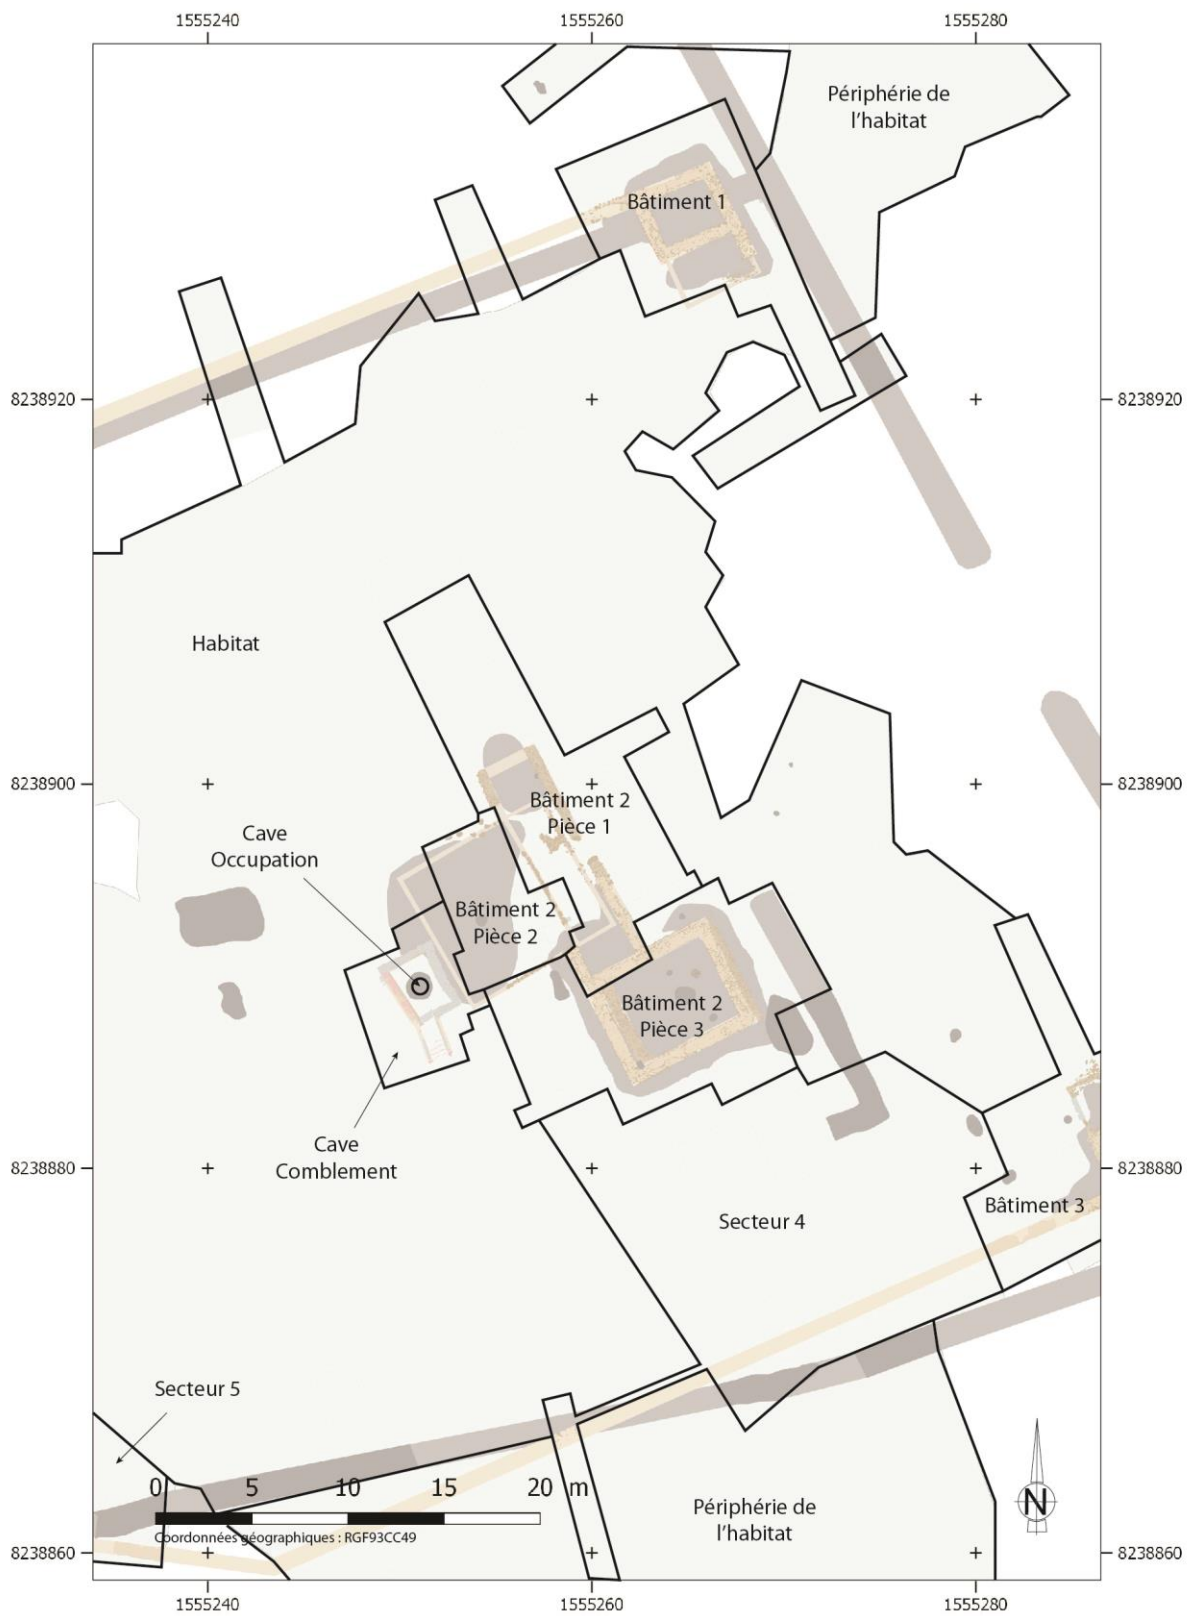 1555240
1555260
1555280
Périphérie de
l'habitat
Bâtiment 1
8238920
8238920
Habitat
8238900
8238900
Bâtiment 2
Pièce 1
Cave
Occupation
Bâtiment 2
Pièce 2
Bâtiment 2
Pièce 3
Cave
Comblement
8238880
8238880
Bâtiment 3
Secteur 4
Secteur 5
0 5 10 15 20 m
Coordonnées géographiques : RGF93CC49
Périphérie de
l'habitat
N
8238860
8238860
1555240
1555260
1555280